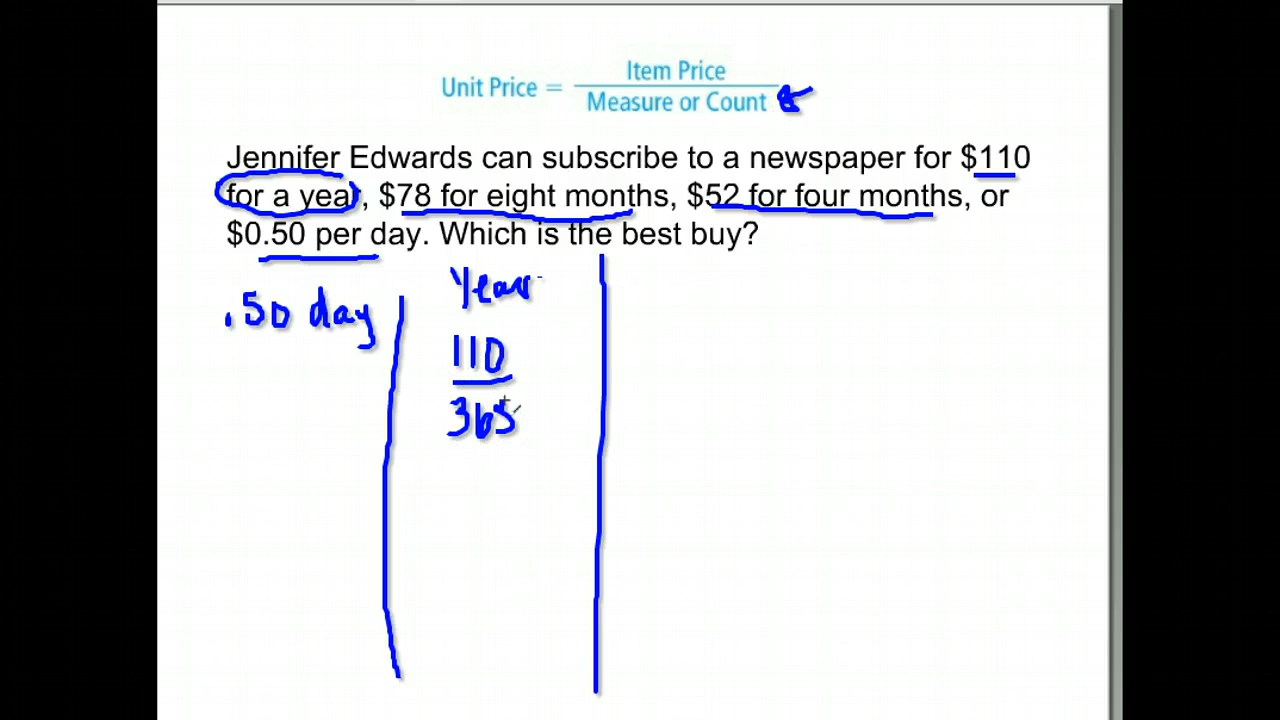 Unit Price = Item Price
Measure or Count
Jennifer Edwards can subscribe to a newspaper for $110
for a year, $78 for eight months, $52 for four months, or
$0.50 per day. Which is the best buy?
.50 day
Year
110
365